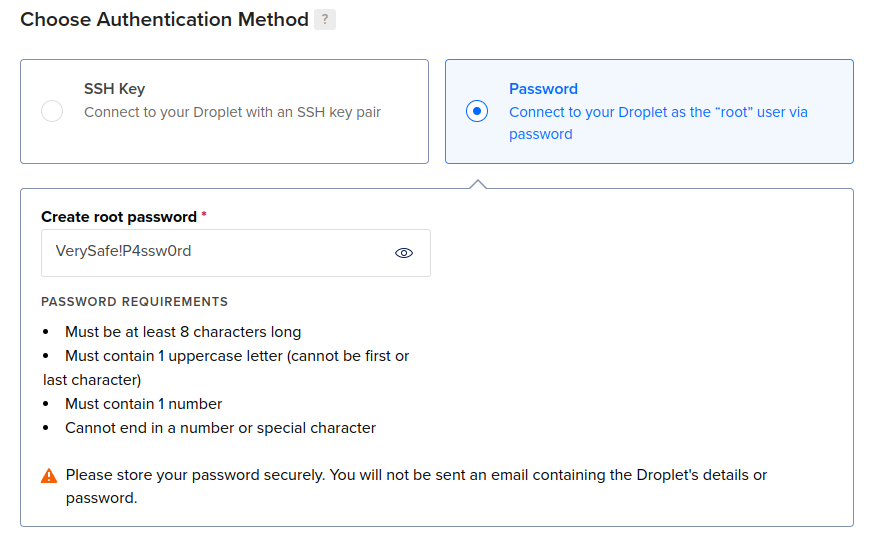 Choose Authentication Method ?
SSH Key
Connect to your Droplet with an SSH key pair
Password
Connect to your Droplet as the “root” user via
password
Create root password *
VerySafe!P4ssw0rd
PASSWORD REQUIREMENTS
• Must be at least 8 characters long
• Must contain 1 uppercase letter (cannot be first or
last character)
• Must contain 1 number
• Cannot end in a number or special character
Please store your password securely. You will not be sent an email containing the Droplet's details or
password.